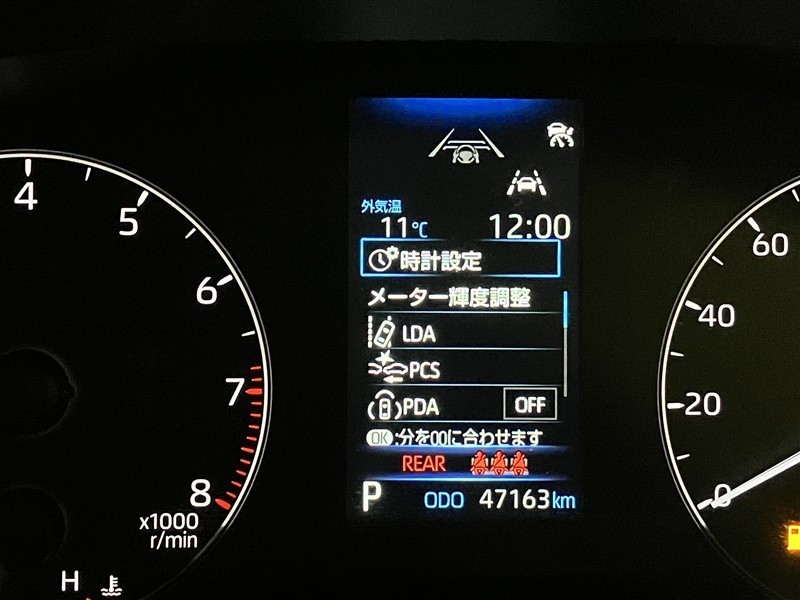 4
5
6
7
8
x1000
r/min
H
外気温
11℃
12:00
時計設定
メーター輝度調整
LDA
PCS
PDA OFF
OK:分を00に合わせます
REAR
P ODO 47163km
60
40
20
0